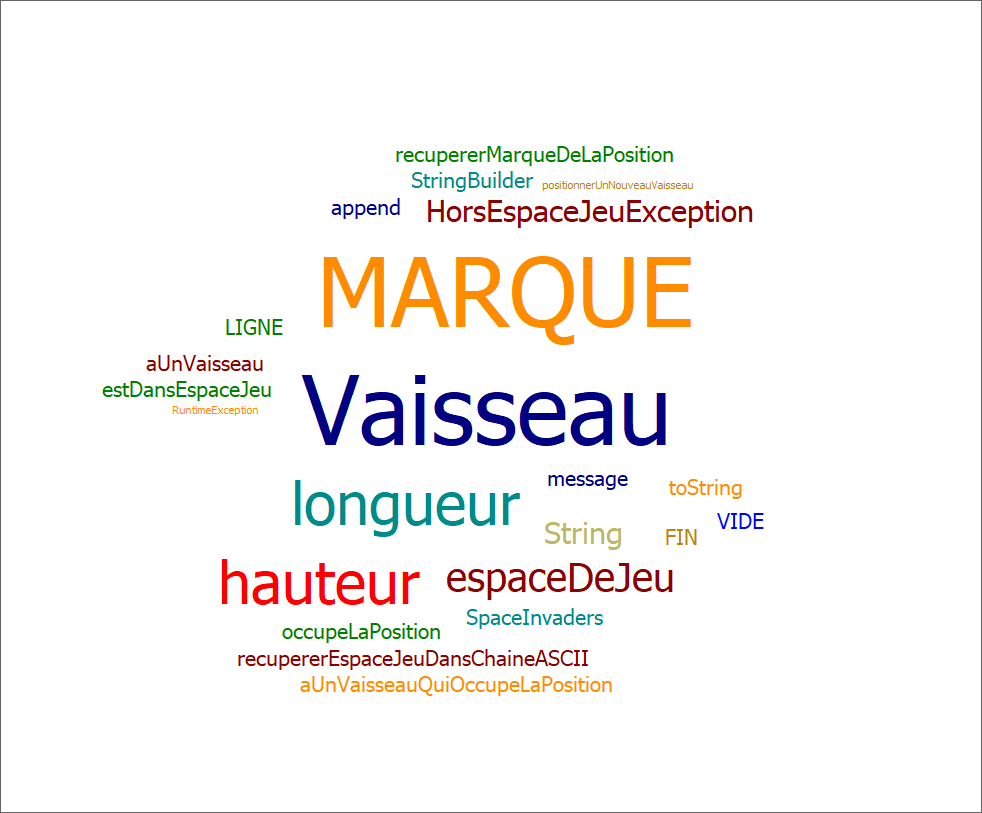 recupererMarqueDeLaPosition
StringBuilder positionnerUnNouveauVaisseau
append HorsEspaceJeuException
MARQUE
LIGNE
aUnVaisseau
estDansEspaceJeu
RuntimeException
Vaisseau
message toString
longueur
VIDE
String FIN
hauteur espaceDeJeu
SpaceInvaders
occupeLaPosition
recupererEspaceJeuDansChaineASCII
aUnVaisseauQuiOccupeLaPosition